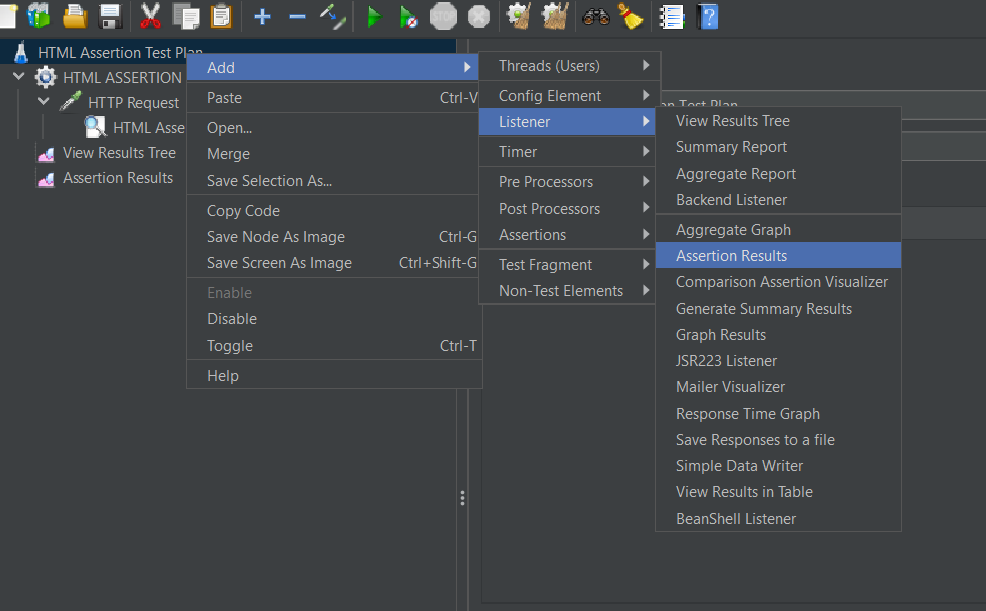 STOP
?
HTML Assertion Test Plan
HTML ASSERTION
HTTP Request
HTML Asse
View Results Tree
Assertion Results
Add
Paste Ctrl-V
Open...
Merge
Save Selection As...
Copy Code
Save Node As Image Ctrl-G
Save Screen As Image Ctrl+Shift-G
Enable
Disable
Toggle Ctrl-T
Help
Threads (Users)
Config Element
Listener
Timer
Pre Processors
Post Processors
Assertions
Test Fragment
Non-Test Elements
on Test Plan
View Results Tree
Summary Report
Aggregate Report
Backend Listener
Aggregate Graph
Assertion Results
Comparison Assertion Visualizer
Generate Summary Results
Graph Results
JSR223 Listener
Mailer Visualizer
Response Time Graph
Save Responses to a file
Simple Data Writer
View Results in Table
BeanShell Listener